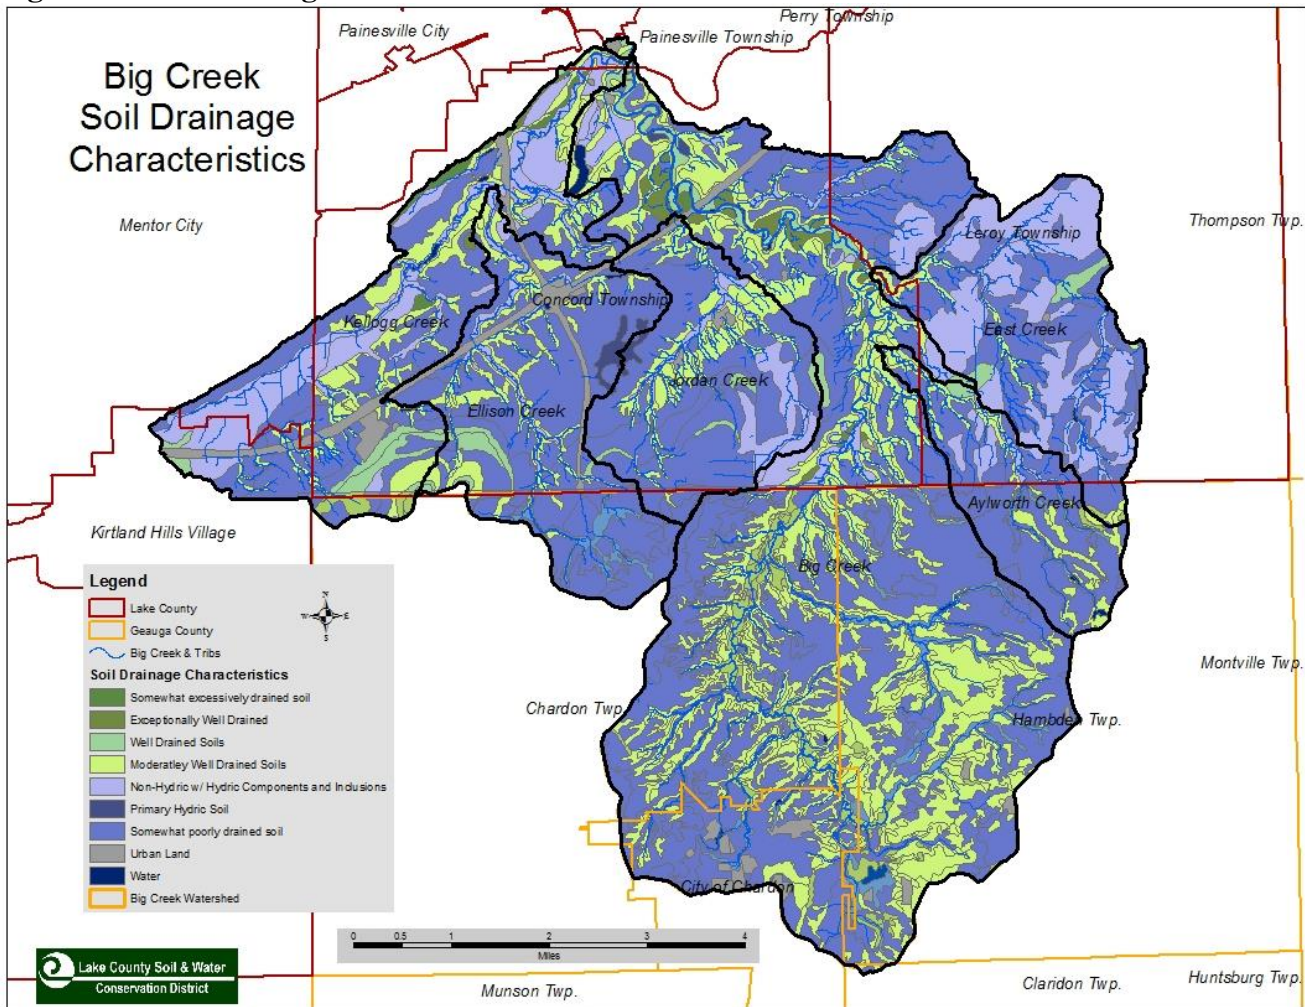 Perry Township
Painesville City
Painesville Township
Big Creek
Soil Drainage
Characteristics
Mentor City
Thompson Twp.
Leroy Township
Concord Township
Kellogg Creek
East Creek
Jordan Creek
Ellison Creek
Aylworth Creek
Kirtland Hills Village
Big Creek
Legend
N
W E
S
Lake County
Geauga County
Big Creek & Tribs
Soil Drainage Characteristics
Somewhat excessively drained soil
Exceptionally Well Drained
Well Drained Soils
Moderatley Well Drained Soils
Non-Hydric w/ Hydric Components and Inclusions
Primary Hydric Soil
Somewhat poorly drained soil
Urban Land
Water
Big Creek Watershed
Montville Twp.
Chardon Twp.
Hambden Twp.
City of Chardon
0 0.5 1 2 3 4
Miles
Lake County Soil & Water
Conservation District
Munson Twp.
Claridon Twp.
Huntsburg Twp.